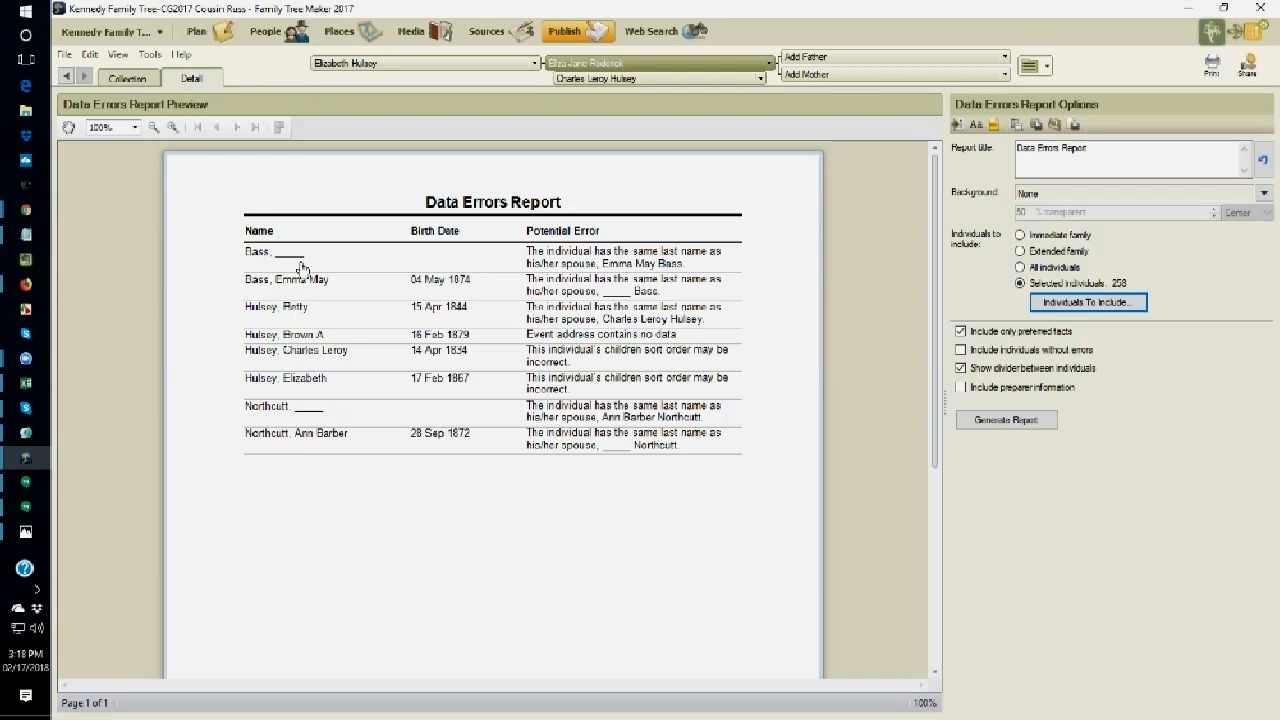 Kennedy Family Tree-CG2017 Cousin Russ - Family Tree Maker 2017
Kennedy Family T...
Plan
People
Places
Media
Sources
Publish
Web Search
File Edit View Tools Help
Elizabeth Hulsey
Eliza Jane Roderick
Charles Leroy Hulsey
Add Father
Add Mother
Print
Share
Collection
Detail
Data Errors Report Preview
100%
Data Errors Report
Name Birth Date Potential Error
Bass, _____ The individual has the same last name as
his/her spouse, Emma May Bass.
Bass, Emma May 04 May 1874 The individual has the same last name as
his/her spouse, _____ Bass.
Hulsey, Betty 15 Apr 1844 The individual has the same last name as
his/her spouse, Charles Leroy Hulsey.
Hulsey, Brown A 16 Feb 1879 Event address contains no data
Hulsey, Charles Leroy 14 Apr 1834 This individual's children sort order may be
incorrect.
Hulsey, Elizabeth 17 Feb 1867 This individual's children sort order may be
incorrect.
Northcutt, _____ The individual has the same last name as
his/her spouse, Ann Barber Northcutt.
Northcutt, Ann Barber 28 Sep 1872 The individual has the same last name as
his/her spouse, _____ Northcutt.
Page 1 of 1
100%
Data Errors Report Options
Aa
Report title: Data Errors Report
Background: None
50 % transparent Center
Individuals to
include:
Immediate family
Extended family
All individuals
Selected individuals: 258
Individuals To Include...
Include only preferred facts
Include individuals without errors
Show divider between individuals
Include preparer information
Generate Report
3:18 PM
02/17/2018